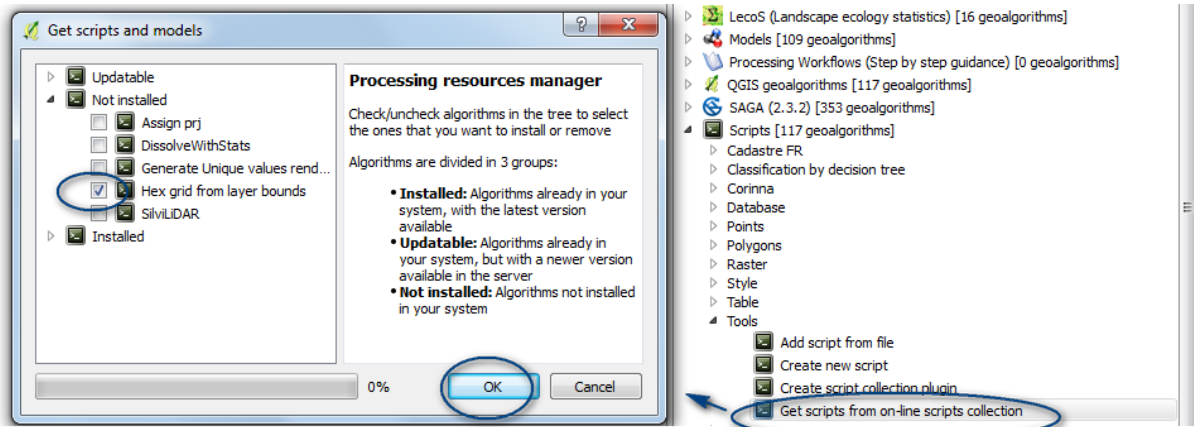 Get scripts and models
Updatable
Not installed
Assign prj
DissolveWithStats
Generate Unique values rend...
Hex grid from layer bounds
SilviLiDAR
Installed
Processing resources manager
Check/uncheck algorithms in the tree to select
the ones that you want to install or remove
Algorithms are divided in 3 groups:
• Installed: Algorithms already in your
system, with the latest version
available
• Updatable: Algorithms already in
your system, but with a newer version
available in the server
• Not installed: Algorithms not installed
in your system
0%
OK
Cancel
LecoS (Landscape ecology statistics) [16 geoalgorithms]
Models [109 geoalgorithms]
Processing Workflows (Step by step guidance) [0 geoalgorithms]
QGIS geoalgorithms [117 geoalgorithms]
SAGA (2.3.2) [353 geoalgorithms]
Scripts [117 geoalgorithms]
Cadastre FR
Classification by decision tree
Corinna
Database
Points
Polygons
Raster
Style
Table
Tools
Add script from file
Create new script
Create script collection plugin
Get scripts from on-line scripts collection